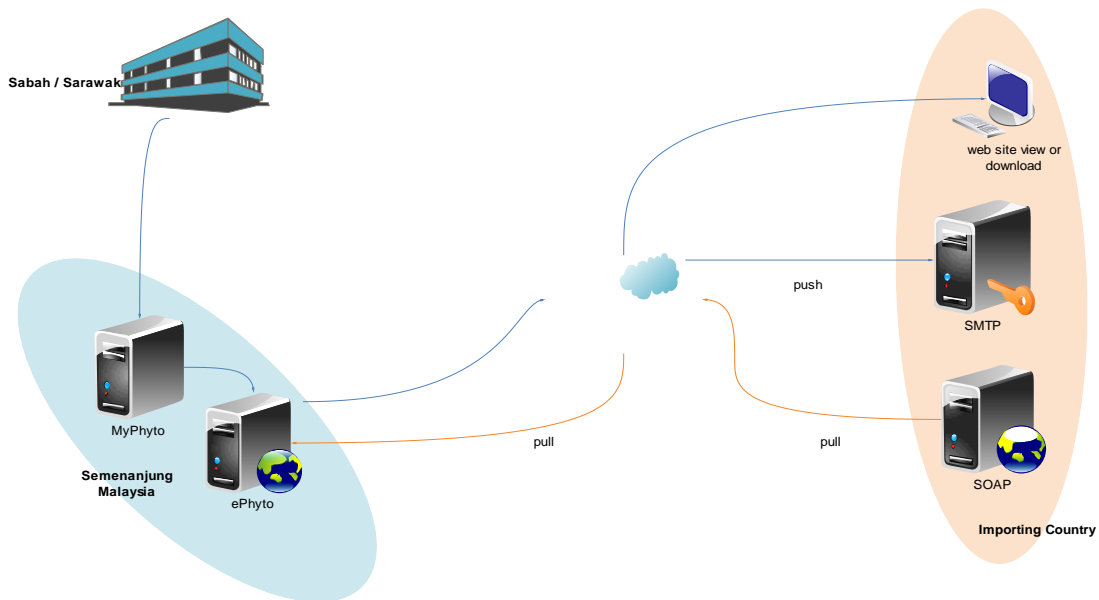 Sabah / Sarawak
web site view or
download
push
SMTP
MyPhyto
pull
pull
Semenanjung
Malaysia
SOAP
ePhyto
Importing Country